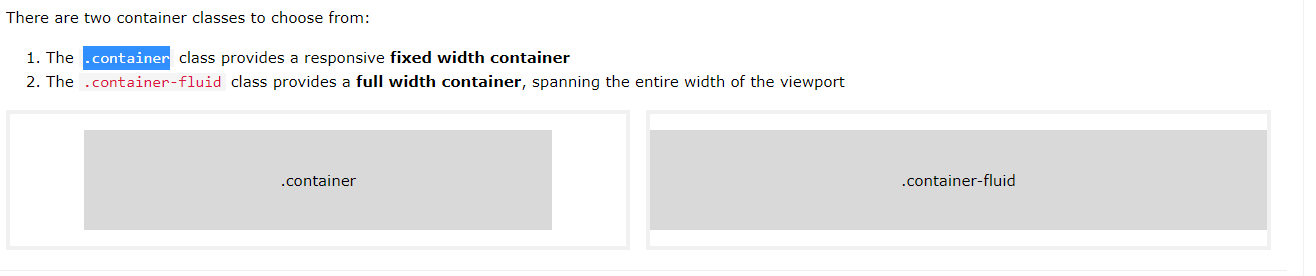 There are two container classes to choose from:
1. The .container class provides a responsive fixed width container
2. The .container-fluid class provides a full width container, spanning the entire width of the viewport
.container
.container-fluid